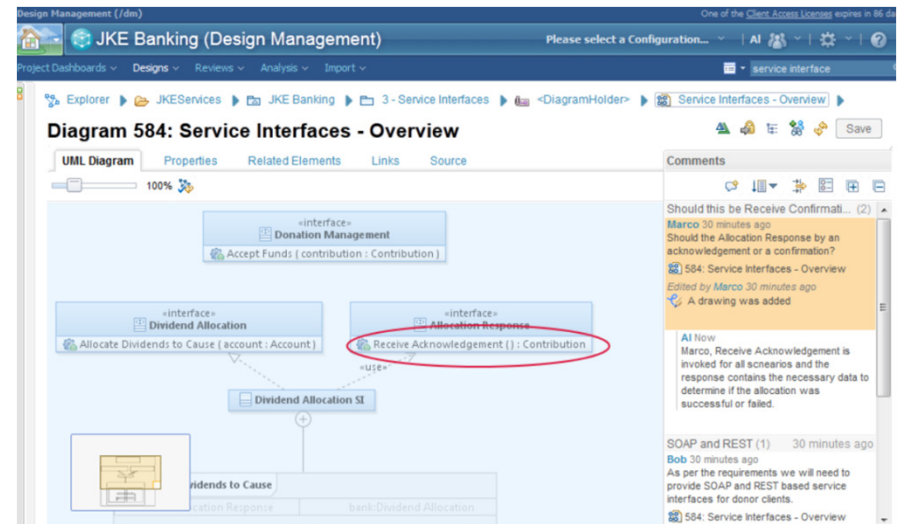 Design Management (/dm)
One of the Client Access Licenses expires in 86 da
JKE Banking (Design Management)
Please select a Configuration...
Al
Project Dashboards
Designs
Reviews
Analysis
Import
service interface
Explorer
JKEServices
JKE Banking
3 - Service Interfaces
<DiagramHolder>
Service Interfaces - Overview
Diagram 584: Service Interfaces - Overview
Save
UML Diagram
Properties
Related Elements
Links
Source
100%
«interface»
Donation Management
Accept Funds ( contribution : Contribution )
«interface»
Dividend Allocation
Allocate Dividends to Cause ( account : Account )
«interface»
Allocation Response
Receive Acknowledgement () : Contribution
«use»
Dividend Allocation SI
vidends to Cause
ocation Response
bank:Dividend Allocation
Comments
Should this be Receive Confirmati... (2)
Marco 30 minutes ago
Should the Allocation Response by an
acknowledgement or a confirmation?
584: Service Interfaces - Overview
Edited by Marco 30 minutes ago
A drawing was added
Al Now
Marco, Receive Acknowledgement is
invoked for all scnearios and the
response contains the necessary data to
determine if the allocation was
successful or failed.
SOAP and REST (1) 30 minutes ago
Bob 30 minutes ago
As per the requirements we will need to
provide SOAP and REST based service
interfaces for donor clients.
584: Service Interfaces - Overview